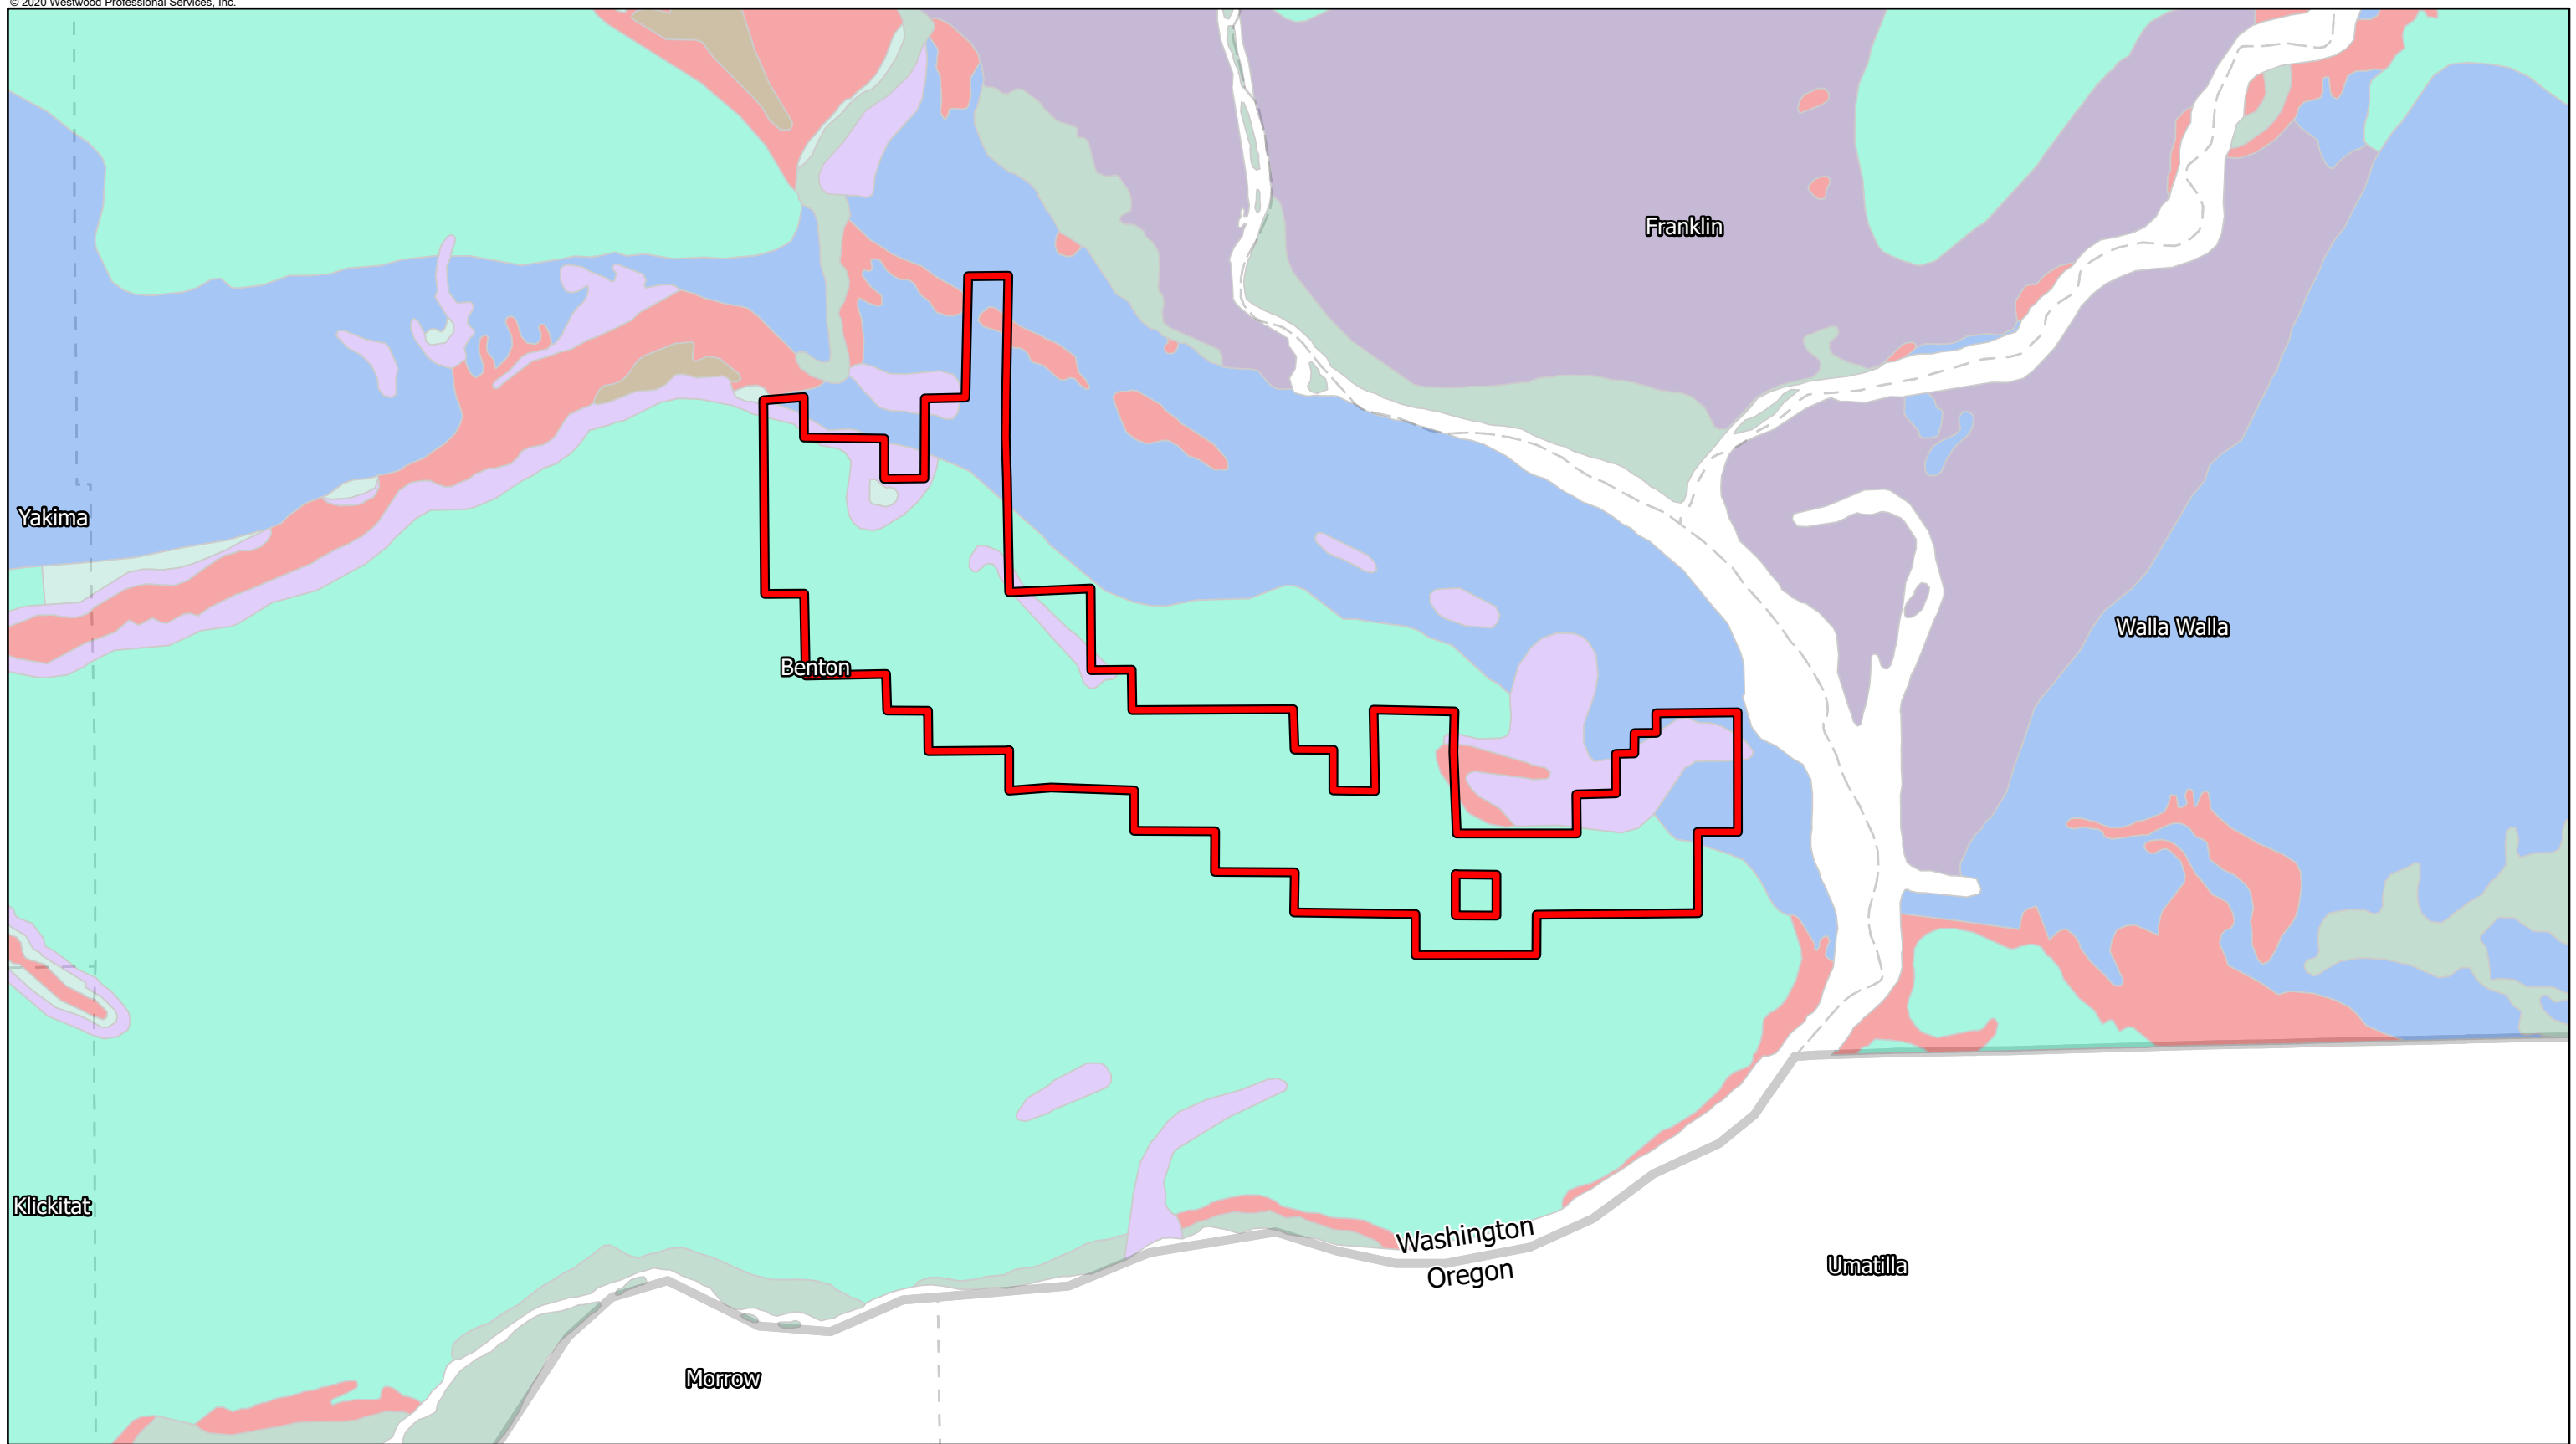 © 2020 Westwood Professional Services, Inc.
Franklin
Yakima
Walla Walla
Benton
Klickitat
Washington
Oregon
Umatilla
Morrow